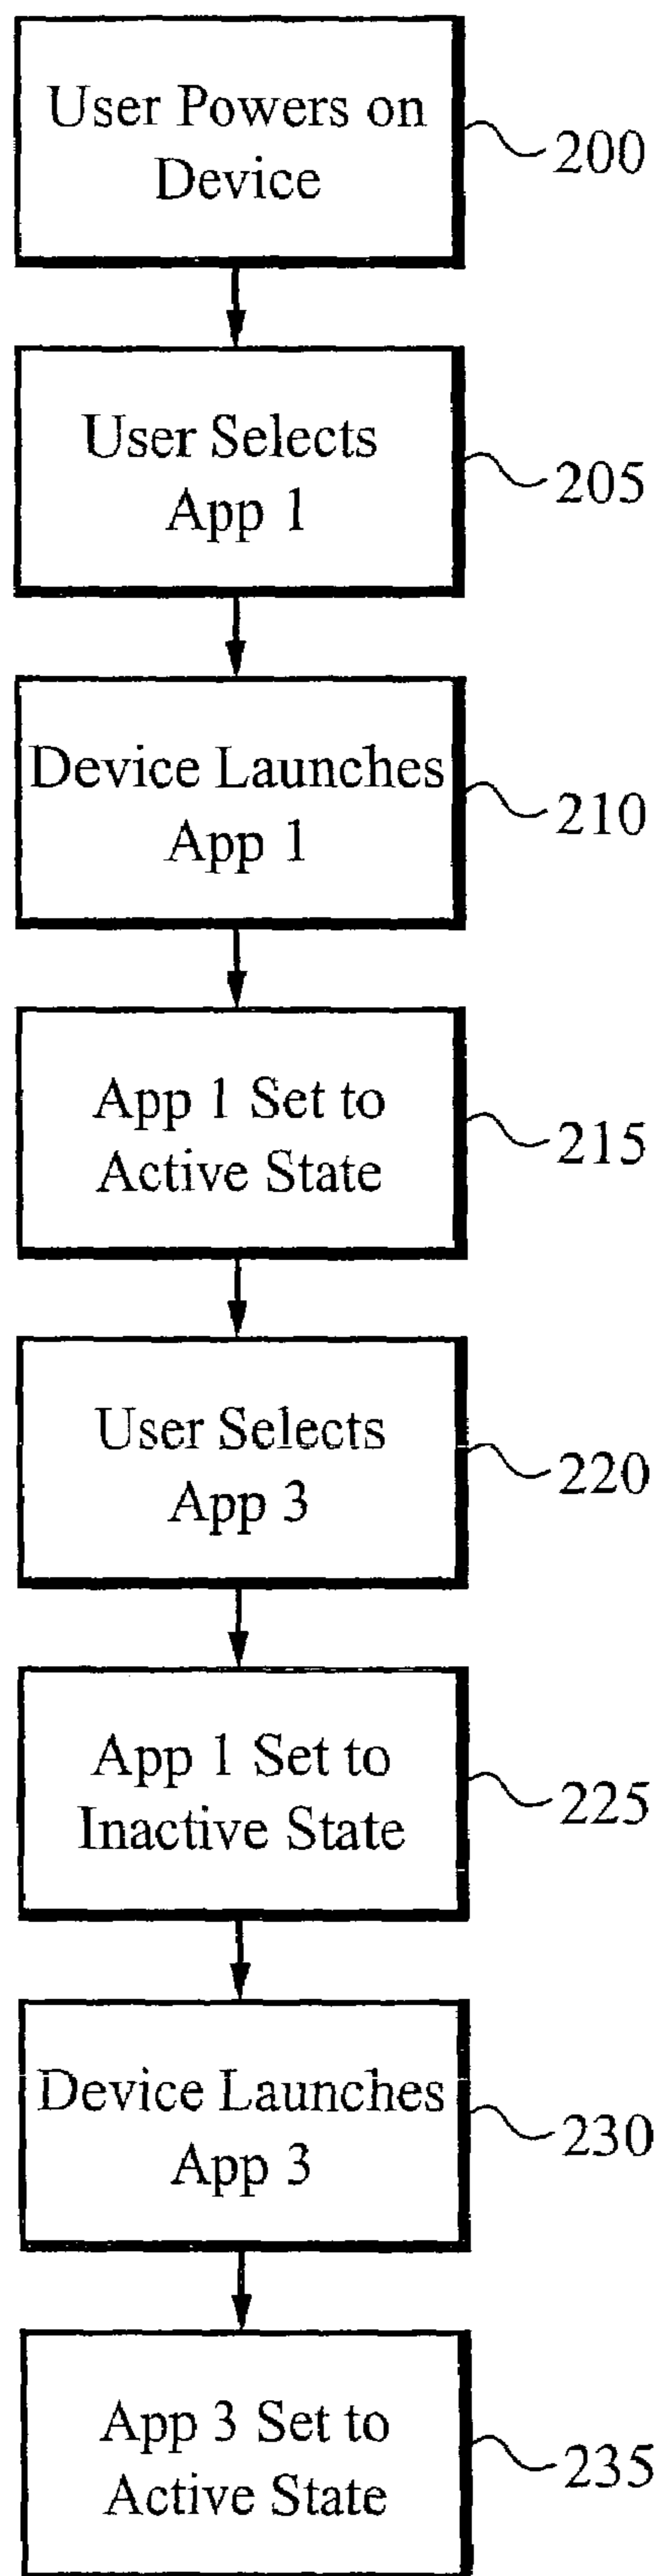 User Powers on
Device
200
User Selects
App 1
205
Device Launches
App 1
210
App 1 Set to
Active State
215
User Selects
App 3
220
App 1 Set to
Inactive State
225
Device Launches
App 3
230
App 3 Set to
Active State
235